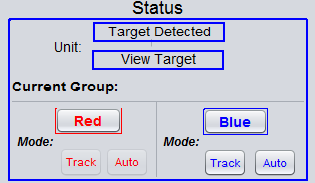 Status
Target Detected
Unit:
View Target
Current Group:
Red Blue
Mode: Mode:
Track Auto Track Auto